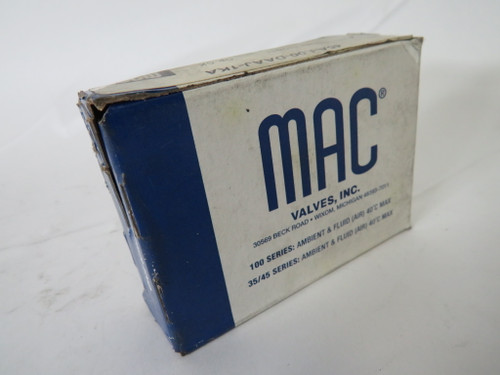 MAC®
VALVES, INC.
30569 BECK ROAD • WIXOM, MICHIGAN
100 SERIES: AMBIENT & FLUID (AIR) 40°C MAX
35/45 SERIES: AMBIENT & FLUID (AIR) 40°C MAX